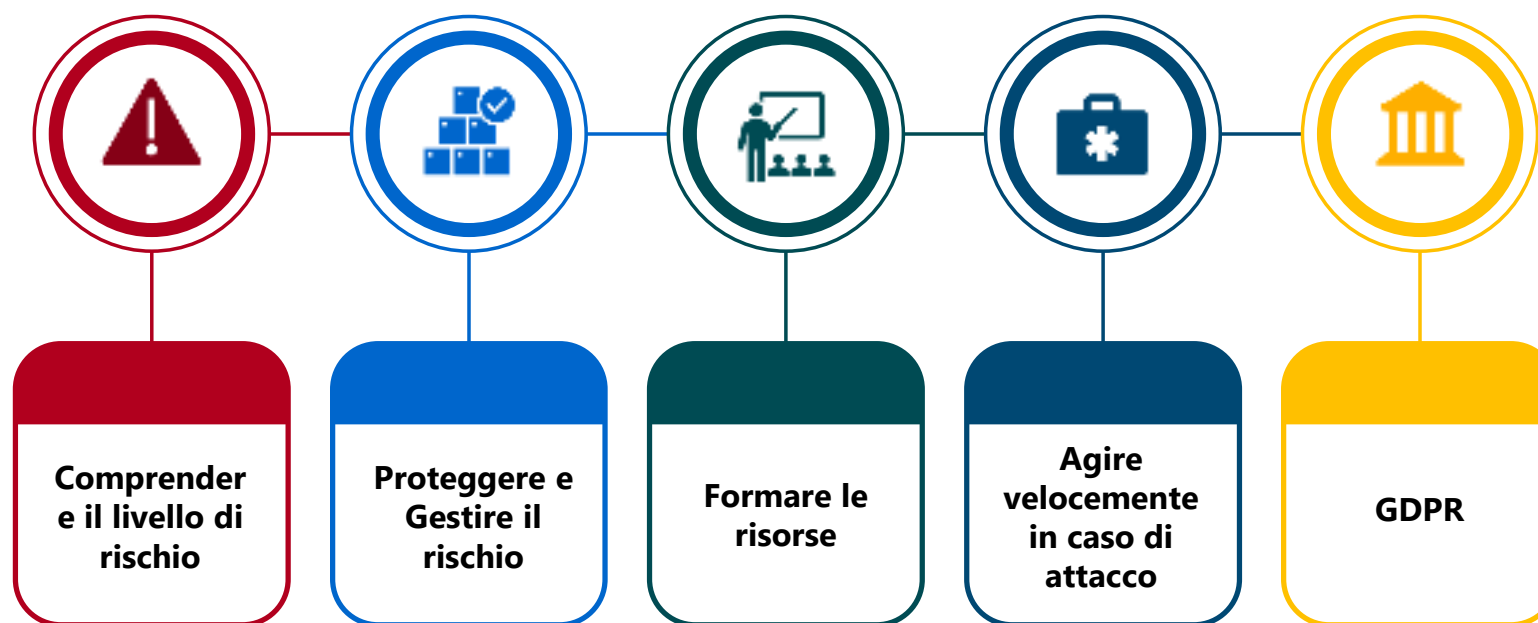 Comprender
e il livello di
rischio
Proteggere e
Gestire il
rischio
Formare le
risorse
Agire
velocemente
in caso di
attacco
GDPR